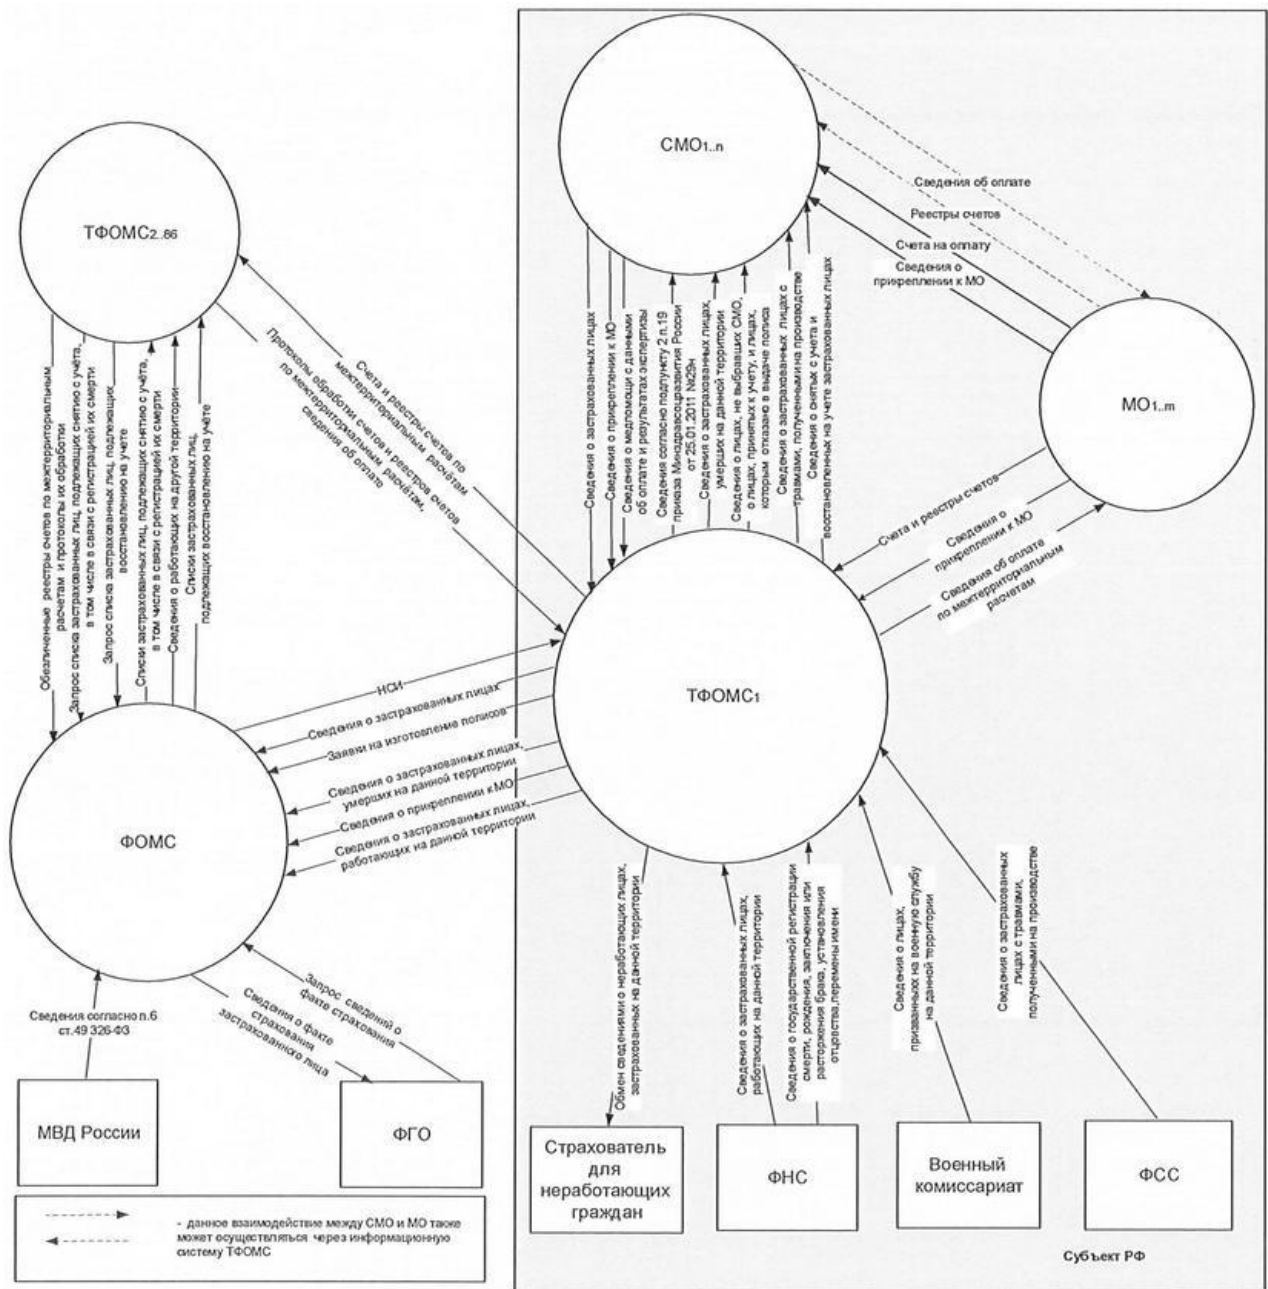 СМО1..n
ТФОМС2..86
Сведения об оплате
Реестры счетов
Счета на оплату
Сведения о
прикреплении к МО
МО1..m
Счета и реестры счетов по
межтерриториальным расчётам
Протоколы обработки счетов и реестров счетов
по межтерриториальным расчётам,
сведения об оплате
Сведения о застрахованных лицах
Сведения о прикреплении к МО
Сведения о медпомощи с данными
об оплате и результатах экспертизы
Сведения согласно подпункту 2 п.19
приказа Минздравсоцразвития России
от 25.01.2011 №29н
Сведения о застрахованных лицах,
умерших на данной территории
Сведения о лицах, не выбравших СМО,
о лицах, принятых к учету, и лицах,
которым отказано в выдаче полиса
Сведения о застрахованных лицах с
травмами, полученными на производстве
Сведения о снятых с учета и
восстановленных на учете застрахованных лицах
Обезличенные реестры счетов по межтерриториальным
расчетам и протоколы их обработки
Запрос списка застрахованных лиц, подлежащих снятию с учёта,
в том числе в связи с регистрацией их смерти
Запрос списка застрахованных лиц, подлежащих
восстановлению на учете
Списки застрахованных лиц, подлежащих снятию с учёта,
в том числе в связи с регистрацией их смерти
Сведения о работающих на другой территории
Списки застрахованных лиц,
подлежащих восстановлению на учёте
Счета и реестры счетов
Сведения о
прикреплении к МО
Сведения об оплате
по межтерриториальным
расчетам
ТФОМС1
НСИ
Сведения о застрахованных лицах
Заявки на изготовление полисов
Сведения о застрахованных лицах,
умерших на данной территории
Сведения о прикреплении к МО
Сведения о застрахованных лицах,
работающих на данной территории
ФОМС
Сведения согласно п.6
ст.49 326-ФЗ
Запрос сведений о
факте страхования
Сведения о факте
страхования
застрахованного лица
Обмен сведениями о неработающих лицах,
застрахованных на данной территории
Сведения о застрахованных лицах,
работающих на данной территории
Сведения о государственной регистрации
смерти, рождения, заключения или
расторжения брака, установления
отцовства, перемены имени
Сведения о лицах,
призванных на военную службу
на данной территории
Сведения о застрахованных
лицах с травмами,
полученными на производстве
МВД России
ФГО
Страхователь
для
неработающих
граждан
ФНС
Военный
комиссариат
ФСС
- данное взаимодействие между СМО и МО также
может осуществляться через информационную
систему ТФОМС
Субъект РФ